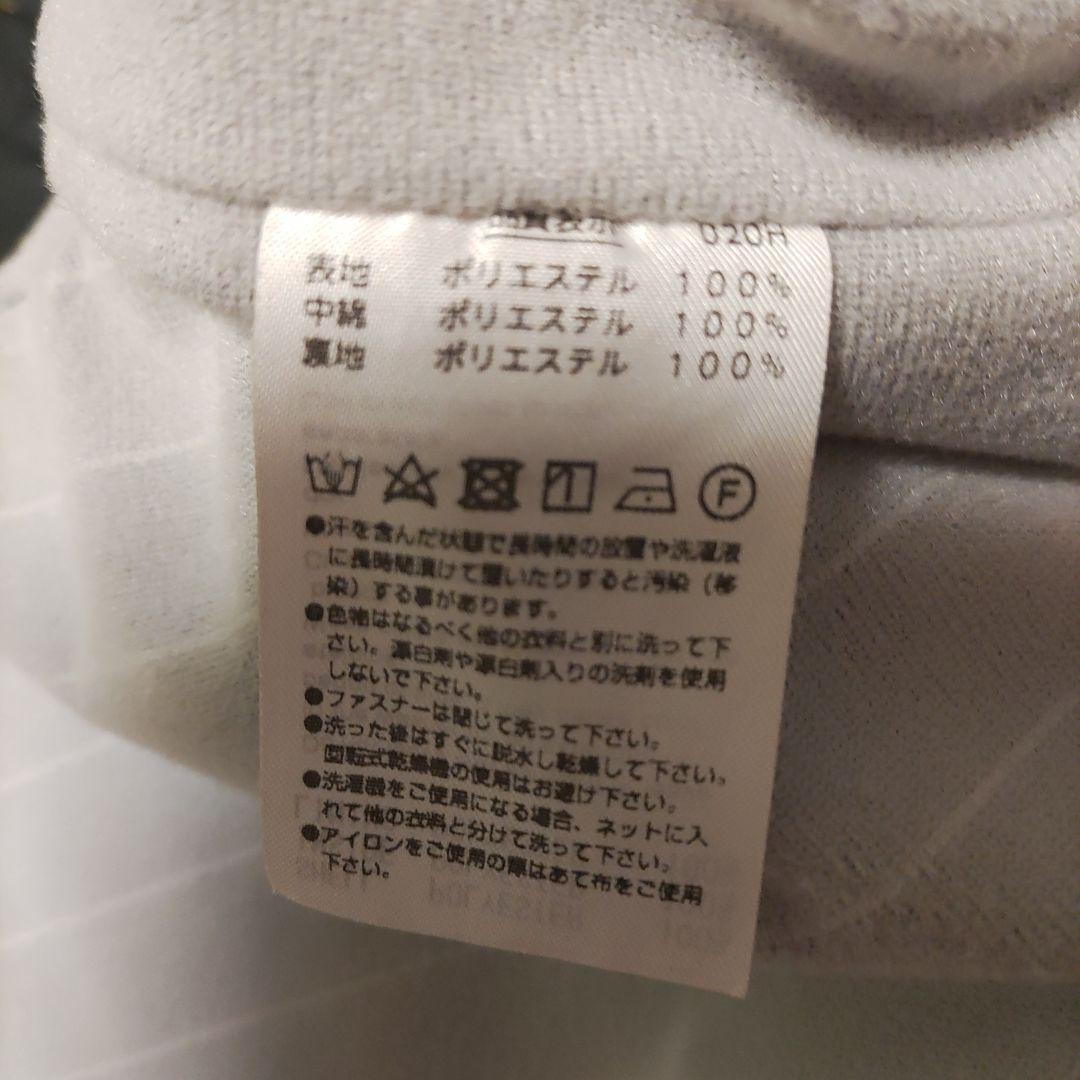 品質表示 020H
表地 ポリエステル 100%
中綿 ポリエステル 100%
裏地 ポリエステル 100%
F
●汗を含んだ状態で長時間の放置や洗濯液
に長時間漬けて置いたりすると汚染（移
染）する事があります。
●色物はなるべく他の衣料と別に洗って下
さい。漂白剤や漂白剤入りの洗剤を使用
しないで下さい。
●ファスナーは閉じて洗って下さい。
●洗った後はすぐに脱水し乾燥して下さい。
回転式乾燥機の使用はお避け下さい。
●洗濯機をご使用になる場合、ネットに入
れて他の衣料と分けて洗って下さい。
●アイロンをご使用の際はあて布をご使用
下さい。